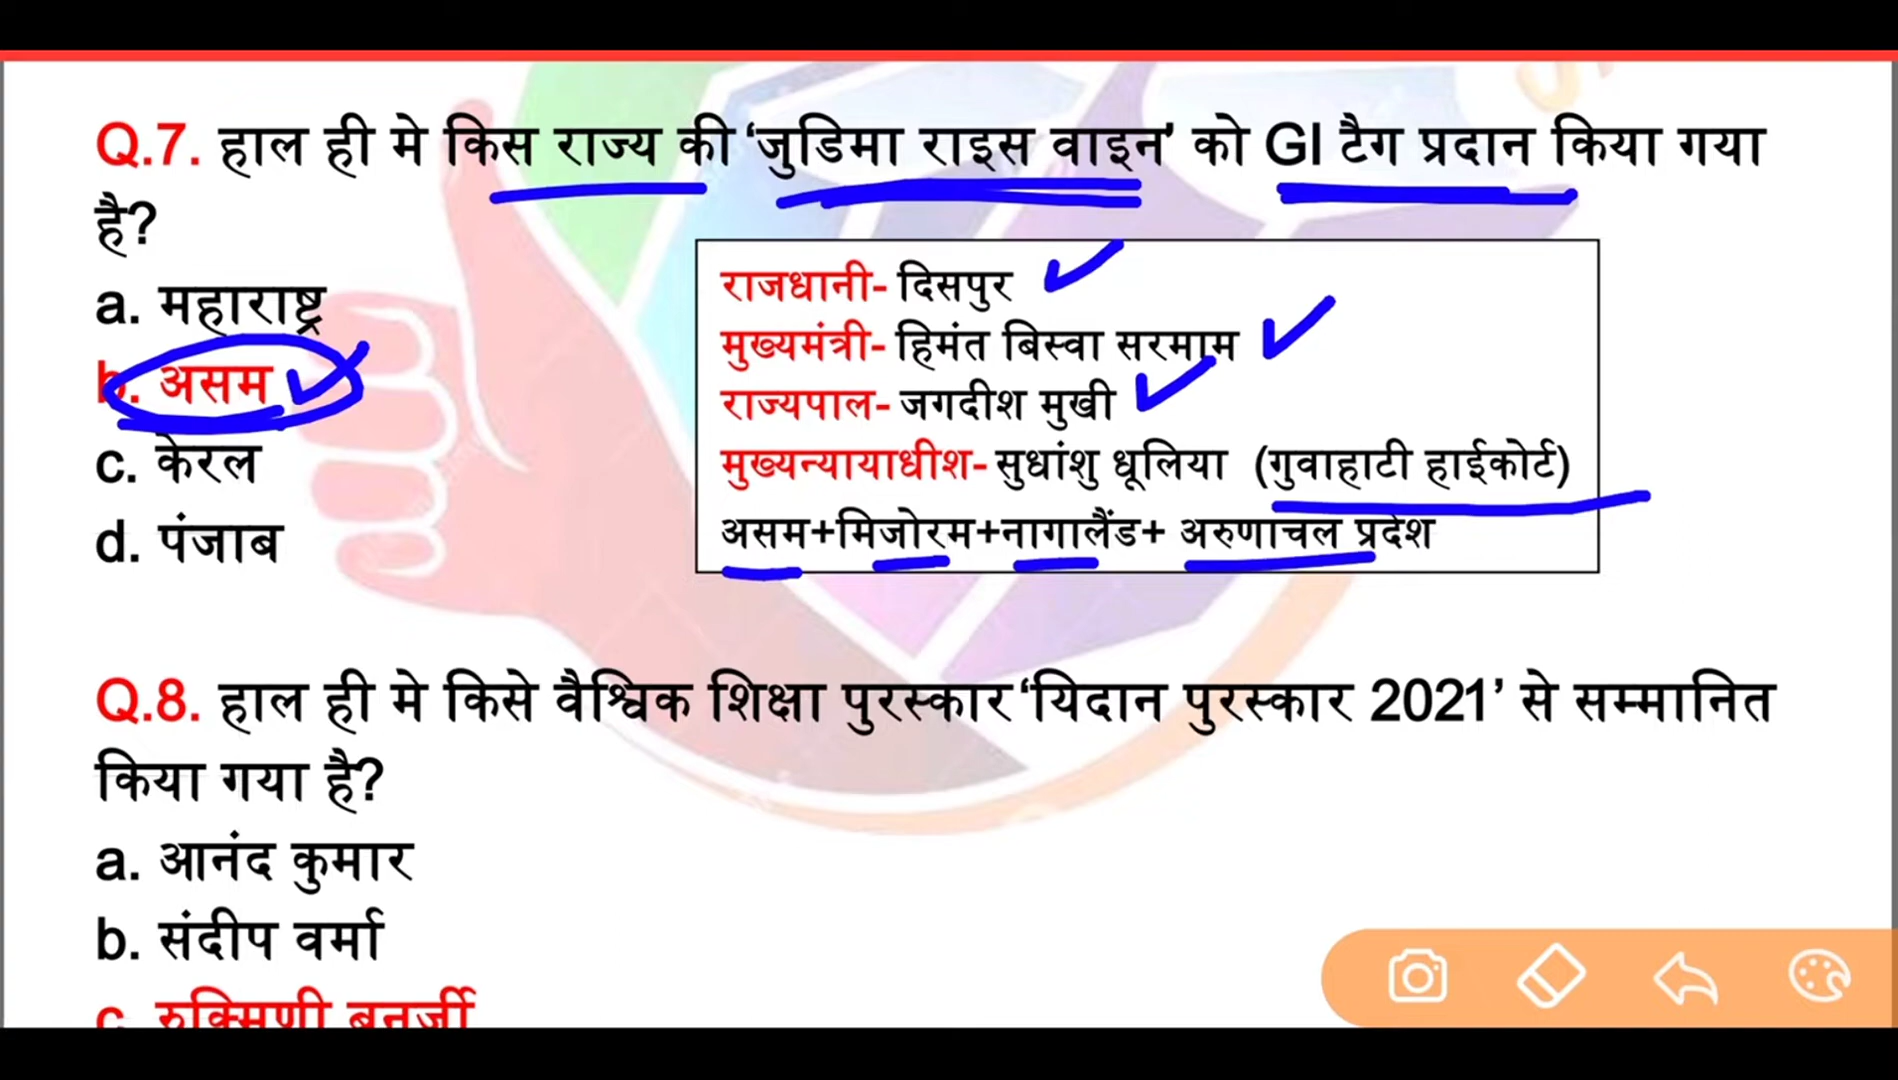 Q.7. हाल ही मे किस राज्य की ‘जुडिमा राइस वाइन’ को GI टैग प्रदान किया गया
है?
a. महाराष्ट्र
b. असम
c. केरल
d. पंजाब
राजधानी- दिसपुर
मुख्यमंत्री- हिमंत बिस्वा सरमाम
राज्यपाल- जगदीश मुखी
मुख्यन्यायाधीश- सुधांशु धूलिया (गुवाहाटी हाईकोर्ट)
असम+मिजोरम+नागालैंड+ अरुणाचल प्रदेश
Q.8. हाल ही मे किसे वैश्विक शिक्षा पुरस्कार ‘यिदान पुरस्कार 2021’ से सम्मानित
किया गया है?
a. आनंद कुमार
b. संदीप वर्मा
c. रुक्मिणी बनर्जी